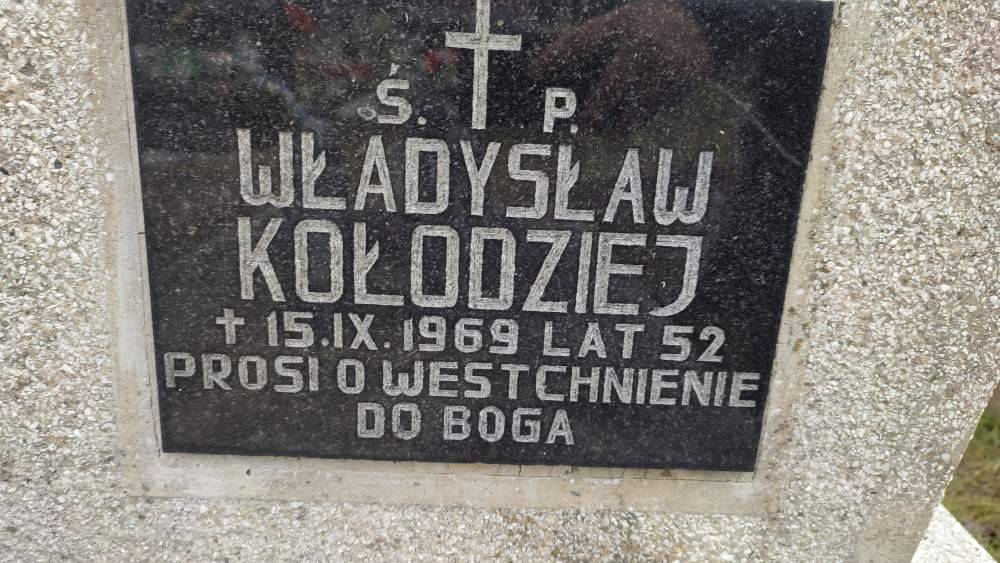 Ś. P.
WŁADYSŁAW
KOŁODZIEJ
✝ 15.IX.1969 LAT 52
PROSI O WESTCHNIENIE
DO BOGA